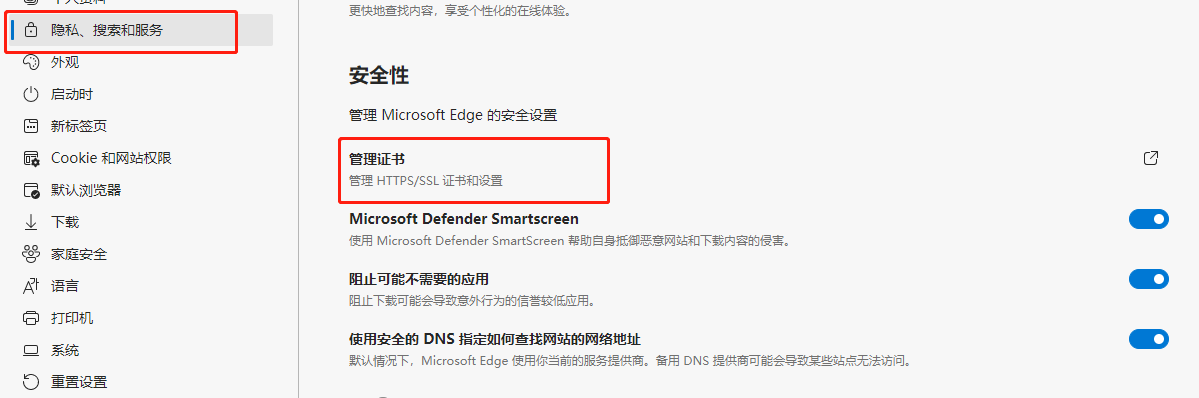 个人资料
隐私、搜索和服务
外观
启动时
新标签页
Cookie 和网站权限
默认浏览器
下载
家庭安全
语言
打印机
系统
重置设置
更快地查找内容，享受个性化的在线体验。
安全性
管理 Microsoft Edge 的安全设置
管理证书
管理 HTTPS/SSL 证书和设置
Microsoft Defender Smartscreen
使用 Microsoft Defender SmartScreen 帮助自身抵御恶意网站和下载内容的侵害。
阻止可能不需要的应用
阻止下载可能会导致意外行为的信誉较低应用。
使用安全的 DNS 指定如何查找网站的网络地址
默认情况下，Microsoft Edge 使用你当前的服务提供商。备用 DNS 提供商可能会导致某些站点无法访问。